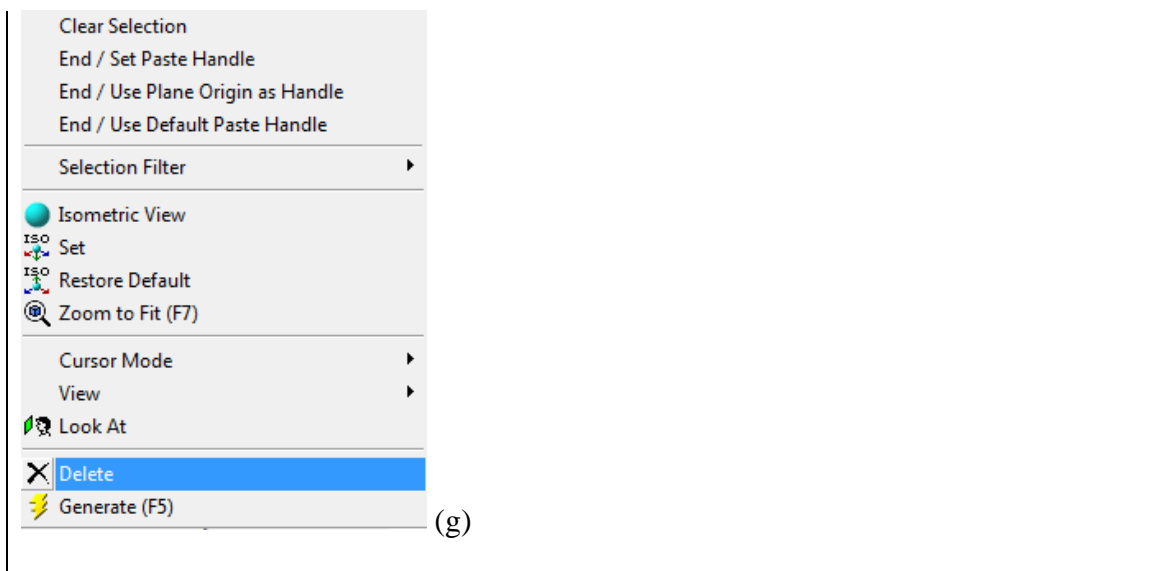 Clear Selection
End / Set Paste Handle
End / Use Plane Origin as Handle
End / Use Default Paste Handle
Selection Filter
Isometric View
ISO Set
ISO Restore Default
Zoom to Fit (F7)
Cursor Mode
View
Look At
Delete
Generate (F5)
(g)